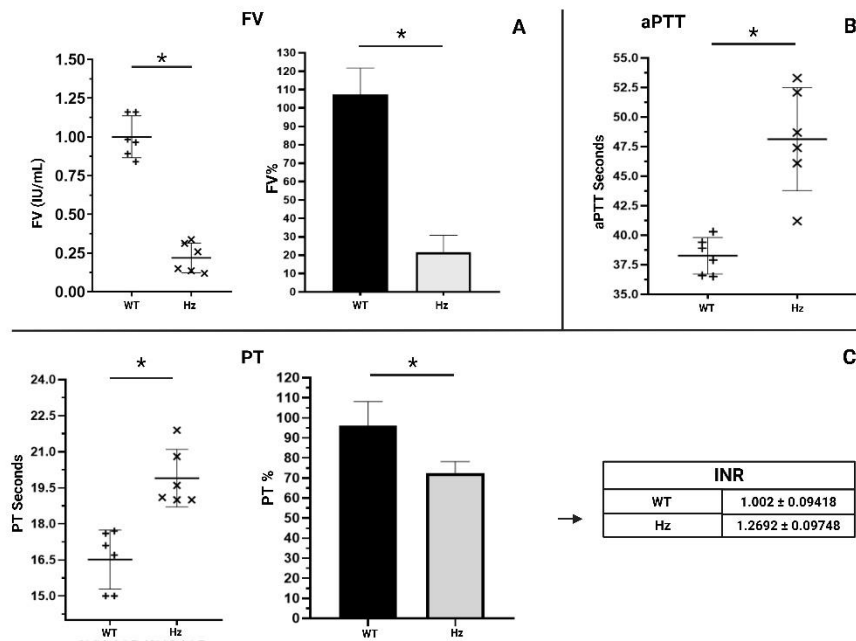 FV
A
*
1.50
1.25
1.00
0.75
0.50
0.25
0.00
FV (IU/mL)
WT
Hz
*
130
120
110
100
90
80
70
60
50
40
30
20
10
0
FV%
WT
Hz
aPTT
B
*
55.0
52.5
50.0
47.5
45.0
42.5
40.0
37.5
35.0
aPTT Seconds
WT
Hz
PT
C
*
24.0
22.5
21.0
19.5
18.0
16.5
15.0
PT Seconds
WT
Hz
*
120
110
100
90
80
70
60
50
40
30
20
10
0
PT %
WT
Hz
INR
WT 1.002 ± 0.09418
Hz 1.2692 ± 0.09748